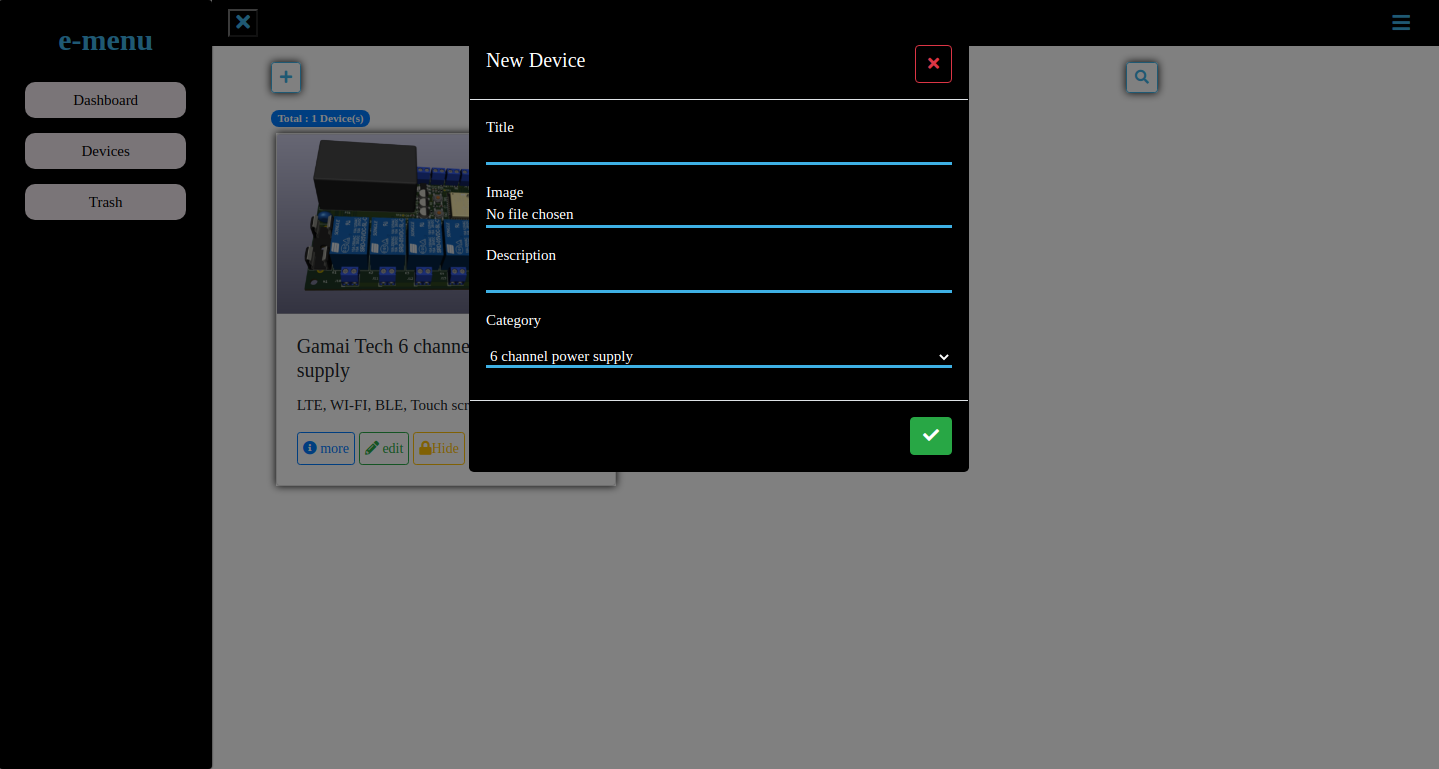 e-menu
Dashboard
Devices
Trash
New Device
Total : 1 Device(s)
Title
Image
No file chosen
Description
Category
6 channel power supply
Gamai Tech 6 channe
supply
LTE, WI-FI, BLE, Touch scr
more
edit
Hide